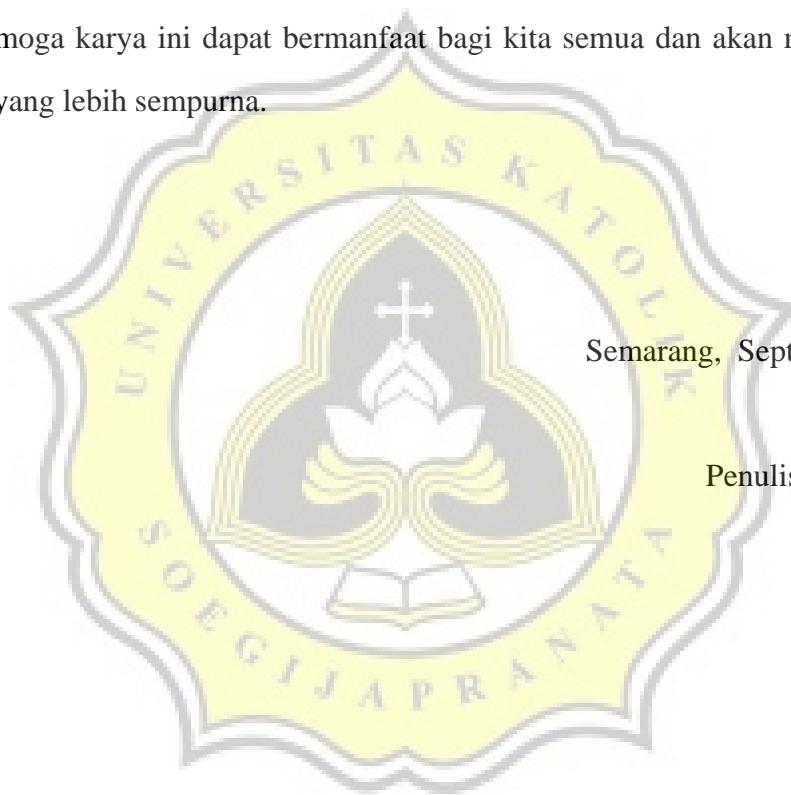 moga karya ini dapat bermanfaat bagi kita semua dan akan
yang lebih sempurna.
UNIVERSITAS KATOLIK
Semarang, Sept
Penulis
SOEGIJAPRANATA